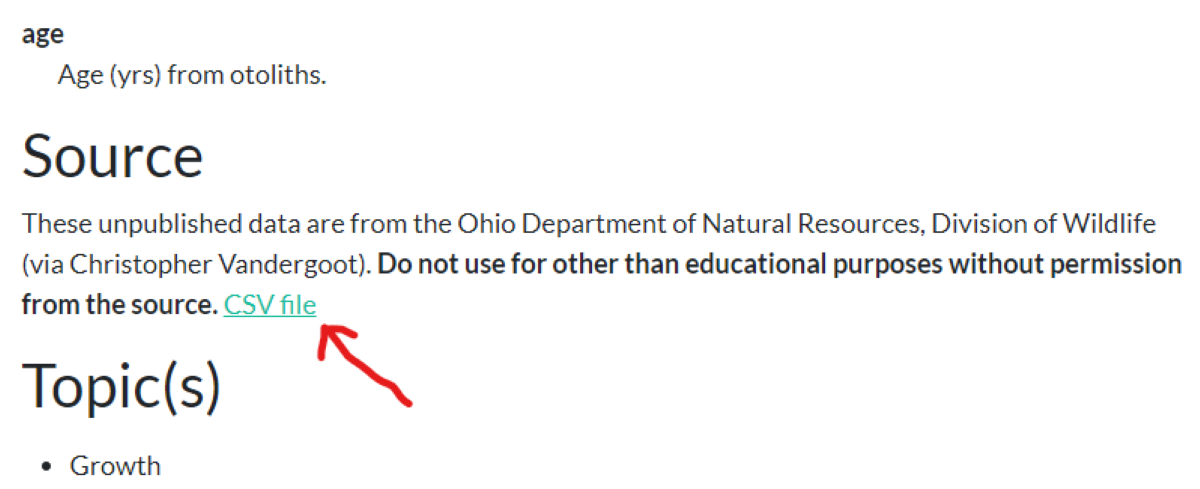 age
Age (yrs) from otoliths.
Source
These unpublished data are from the Ohio Department of Natural Resources, Division of Wildlife
(via Christopher Vandergoot). Do not use for other than educational purposes without permission
from the source. CSV file
Topic(s)
• Growth